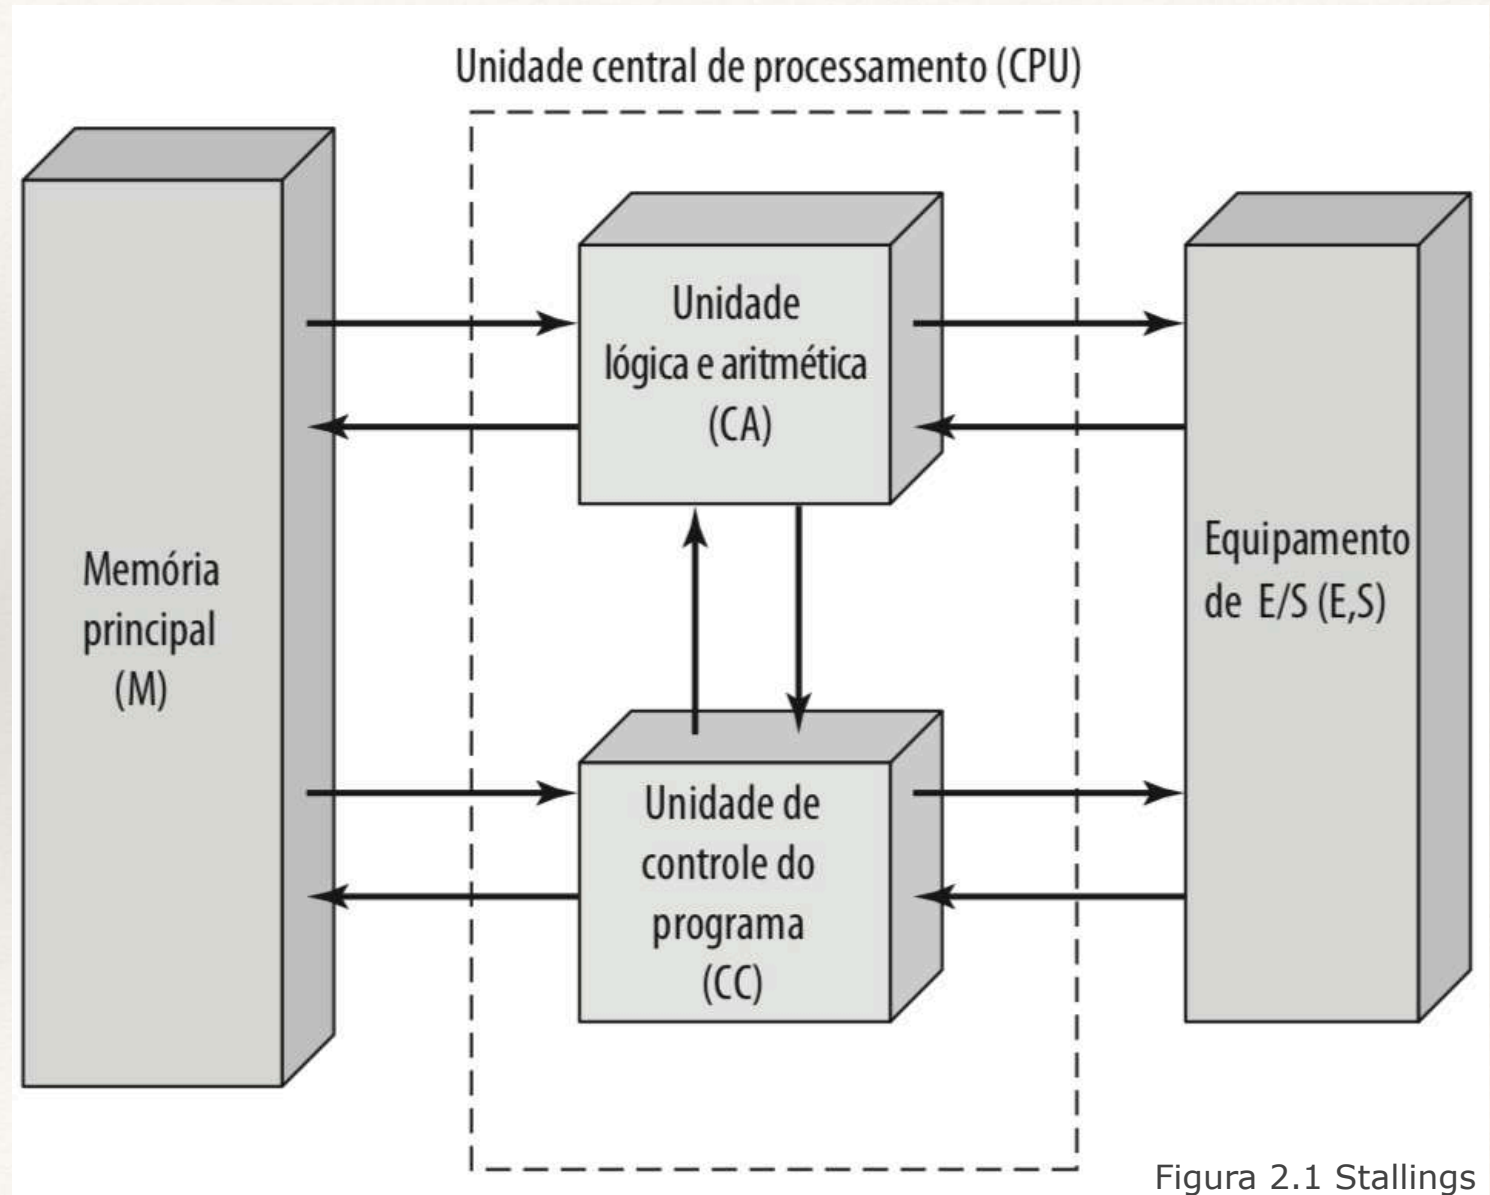 Unidade central de processamento (CPU)
Memória
principal
(M)
Unidade
lógica e aritmética
(CA)
Unidade de
controle do
programa
(CC)
Equipamento
de E/S (E,S)
Figura 2.1 Stallings